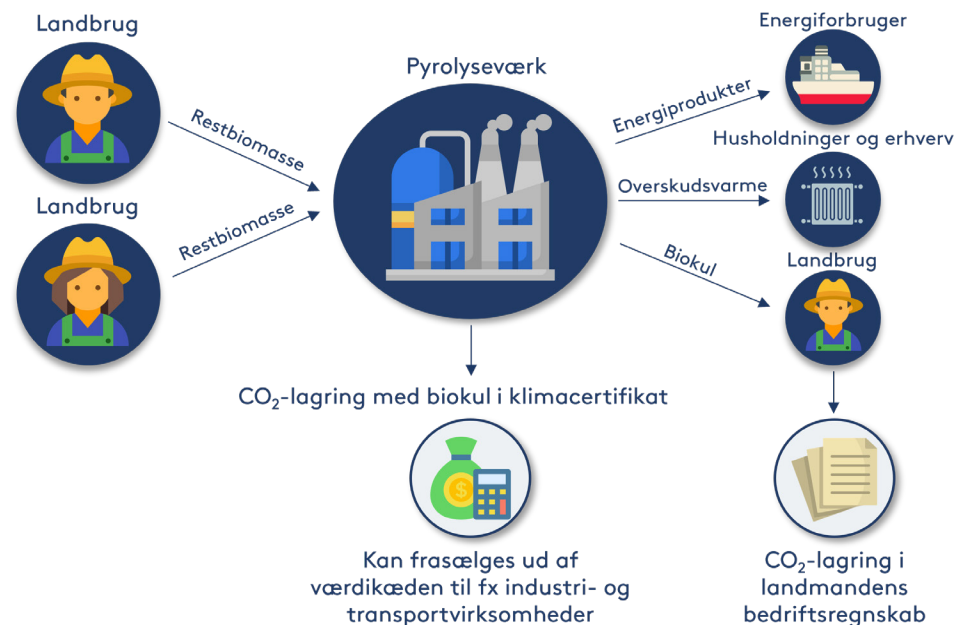 Landbrug
Restbiomasse
Landbrug
Restbiomasse
Pyrolyseværk
Energiprodukter
Energiforbruger
Overskudsvarme
Husholdninger og erhverv
Biokul
Landbrug
CO₂-lagring med biokul i klimacertifikat
$
Kan frasælges ud af
værdikæden til fx industri- og
transportvirksomheder
CO₂-lagring i
landmandens
bedriftsregnskab